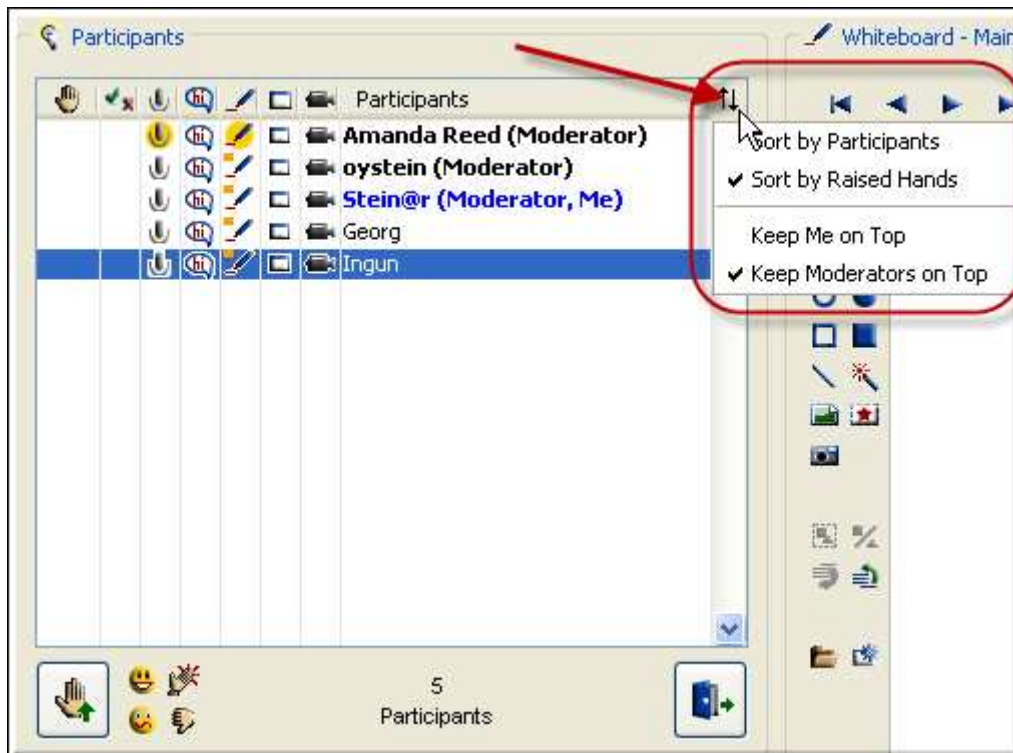 Participants
Whiteboard - Main
Participants
Amanda Reed (Moderator)
oystein (Moderator)
Stein@r (Moderator, Me)
Georg
Ingun
Sort by Participants
Sort by Raised Hands
Keep Me on Top
Keep Moderators on Top
5
Participants